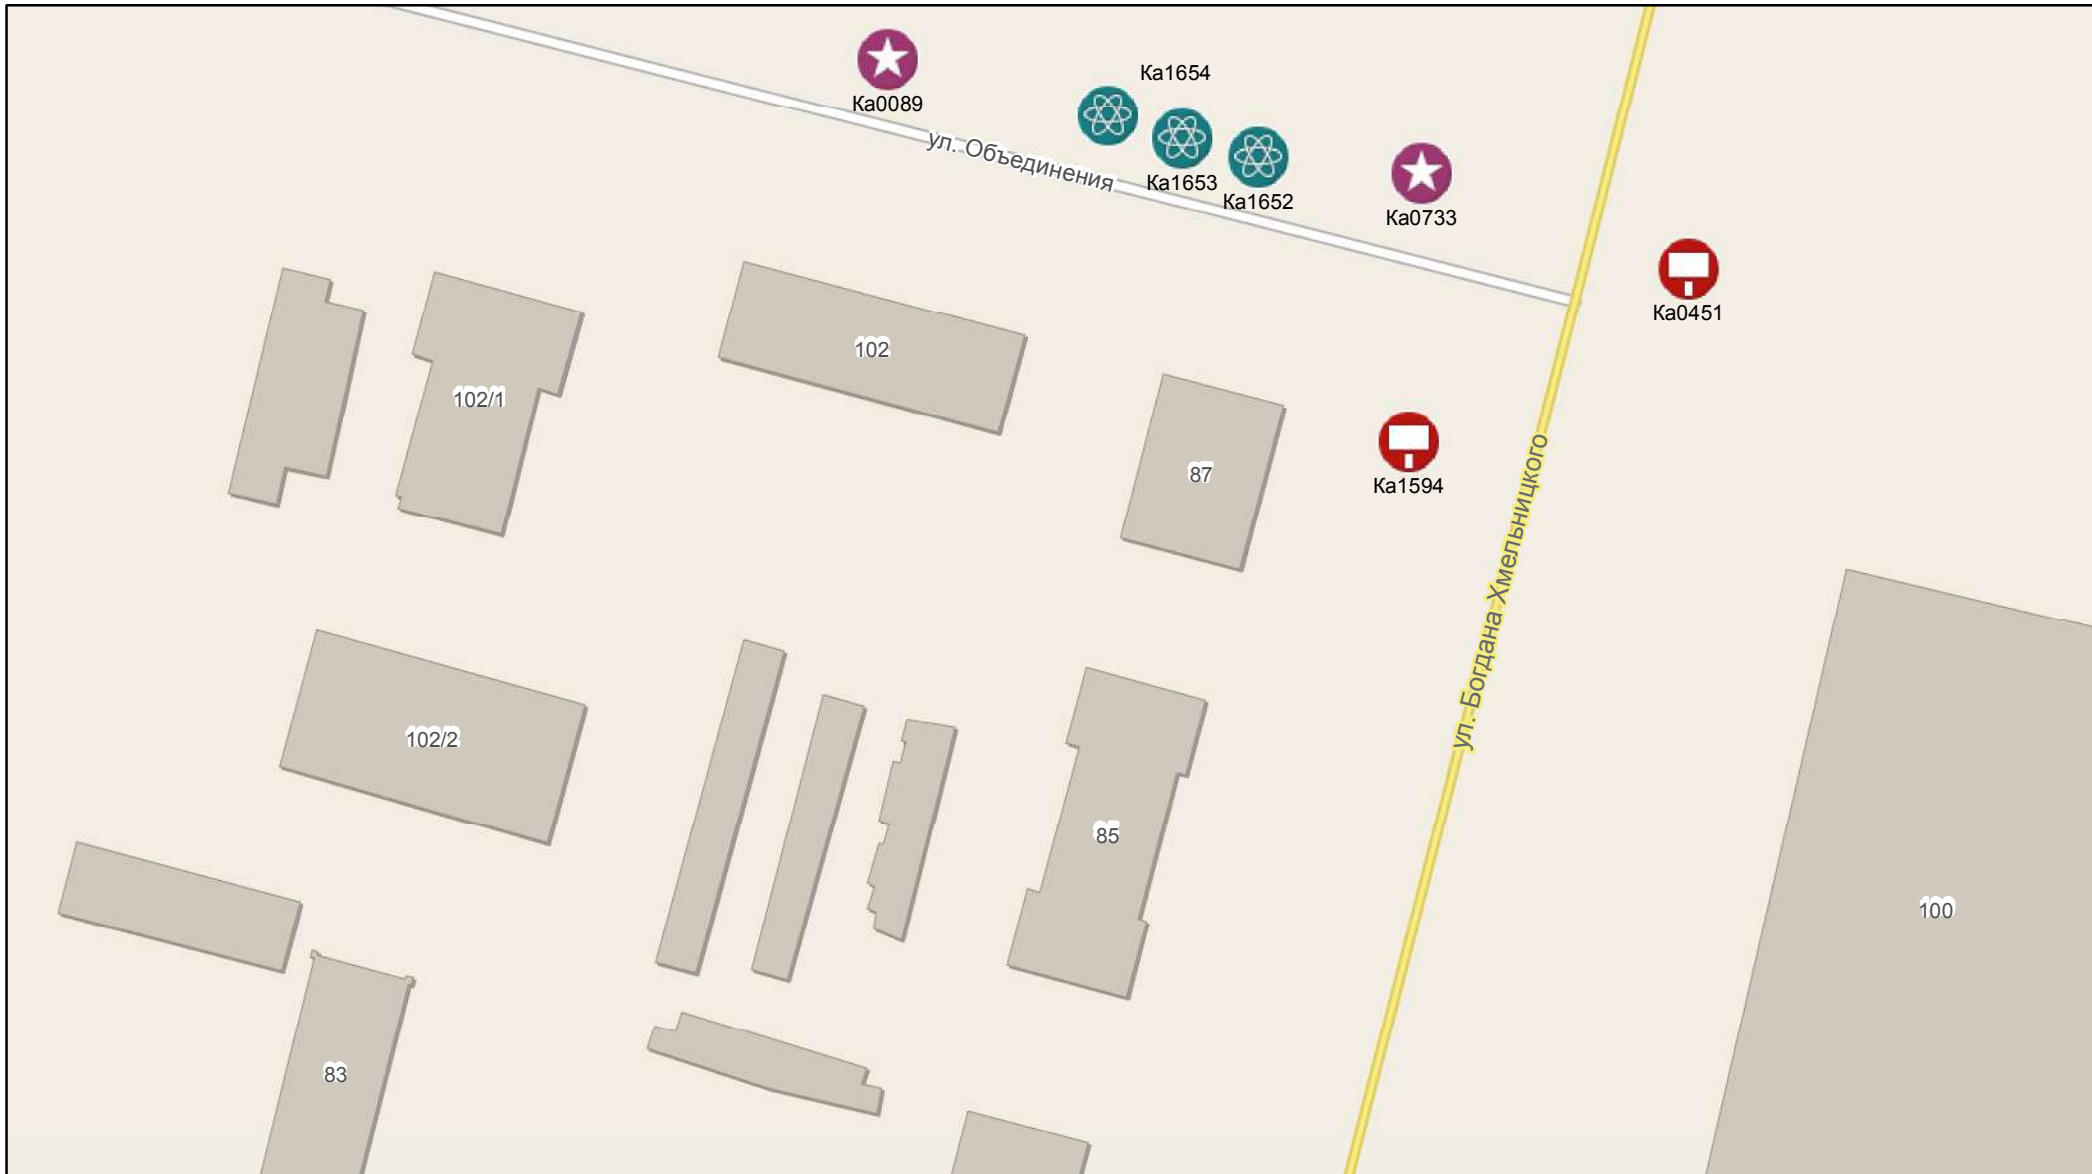 Ка1654
Ка0089
ул. Объединения
Ка1653
Ка1652
Ка0733
Ка0451
102
102/1
87
Ка1594
ул. Богдана Хмельницкого
102/2
85
100
83